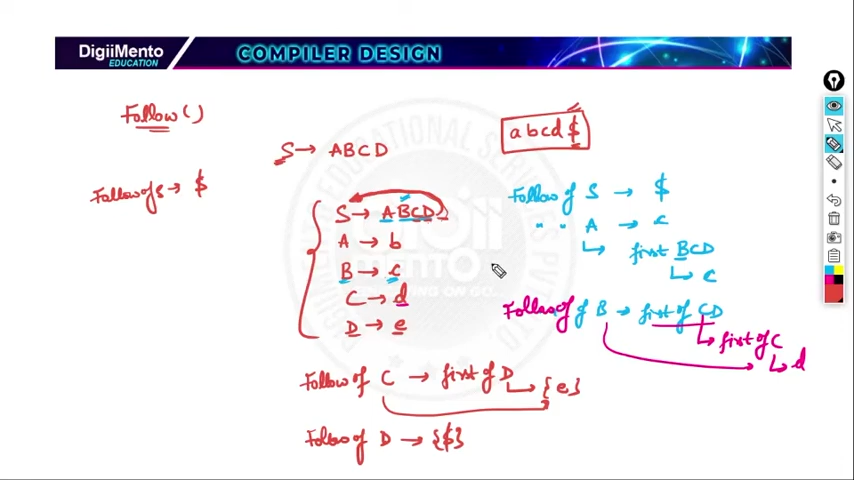 DigiiMento
EDUCATION
COMPILER DESIGN
Follow()
S → ABCD
abcd$
Follow of S → $
S → ABCD
A → b
B → c
C → d
D → e
Follow of S → $
" " A → c
↳ first BCD
↳ c
Follow of B → first of CD
↳ first of C
↳ d
Follow of C → first of D
↳ {e}
Follow of D → {$}